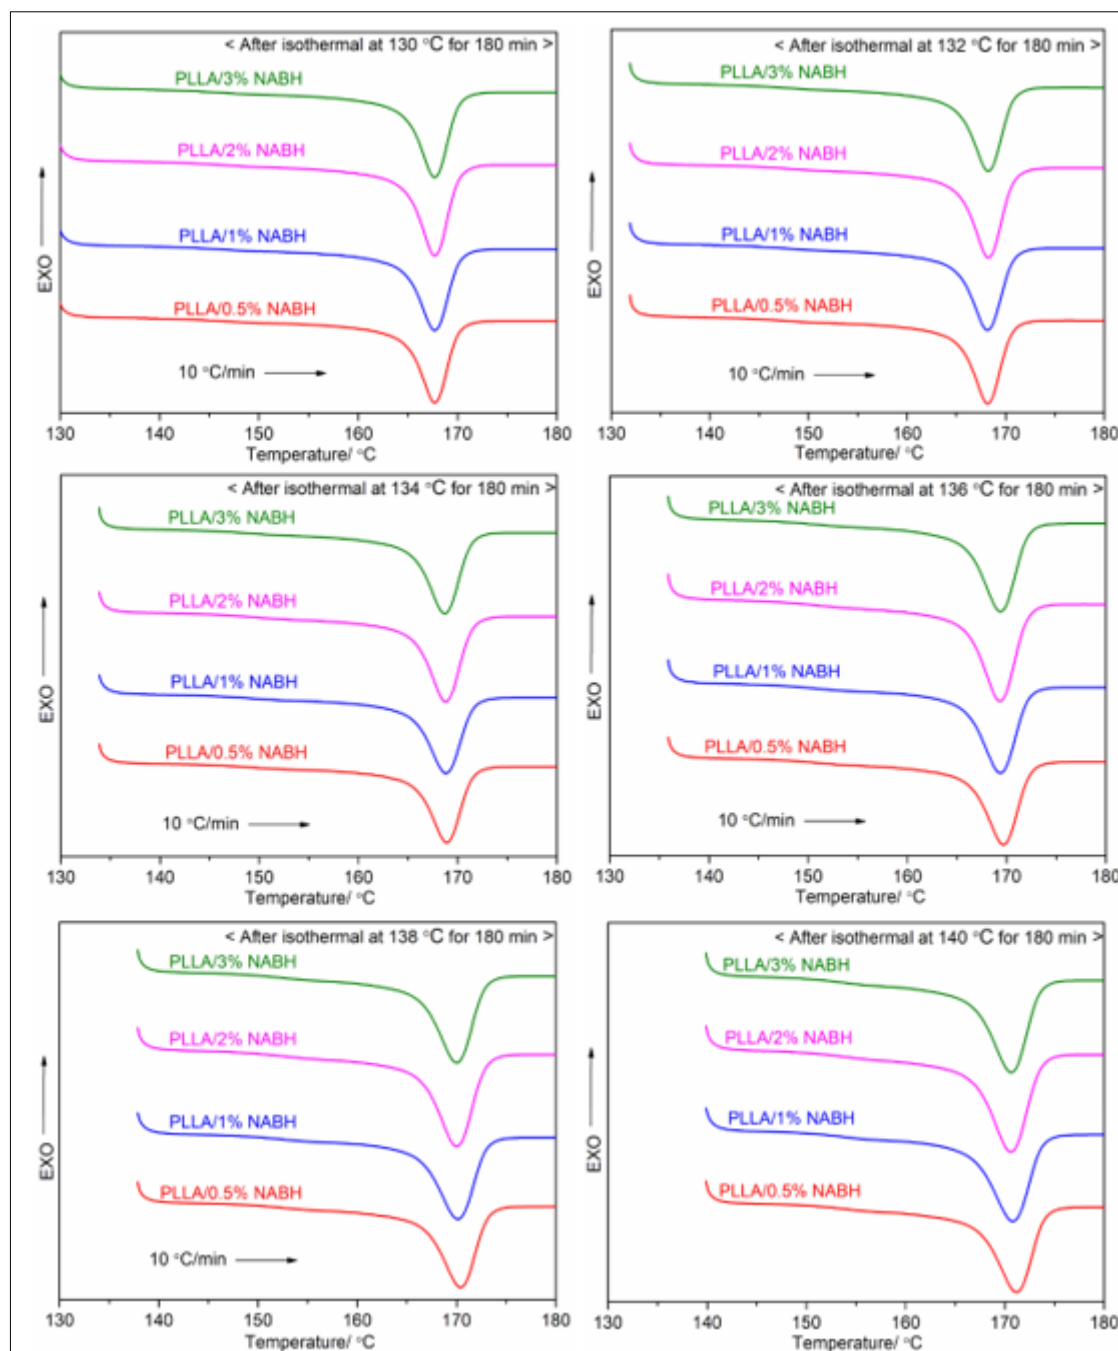 < After isothermal at 130 °C for 180 min >
PLLA/3% NABH
PLLA/2% NABH
PLLA/1% NABH
PLLA/0.5% NABH
10 °C/min
EXO
130 140 150 160 170 180
Temperature/ °C
< After isothermal at 132 °C for 180 min >
PLLA/3% NABH
PLLA/2% NABH
PLLA/1% NABH
PLLA/0.5% NABH
10 °C/min
EXO
130 140 150 160 170 180
Temperature/ °C
< After isothermal at 134 °C for 180 min >
PLLA/3% NABH
PLLA/2% NABH
PLLA/1% NABH
PLLA/0.5% NABH
10 °C/min
EXO
130 140 150 160 170 180
Temperature/ °C
< After isothermal at 136 °C for 180 min >
PLLA/3% NABH
PLLA/2% NABH
PLLA/1% NABH
PLLA/0.5% NABH
10 °C/min
EXO
130 140 150 160 170 180
Temperature/ °C
< After isothermal at 138 °C for 180 min >
PLLA/3% NABH
PLLA/2% NABH
PLLA/1% NABH
PLLA/0.5% NABH
10 °C/min
EXO
130 140 150 160 170 180
Temperature/ °C
< After isothermal at 140 °C for 180 min >
PLLA/3% NABH
PLLA/2% NABH
PLLA/1% NABH
PLLA/0.5% NABH
EXO
130 140 150 160 170 180
Temperature/ °C